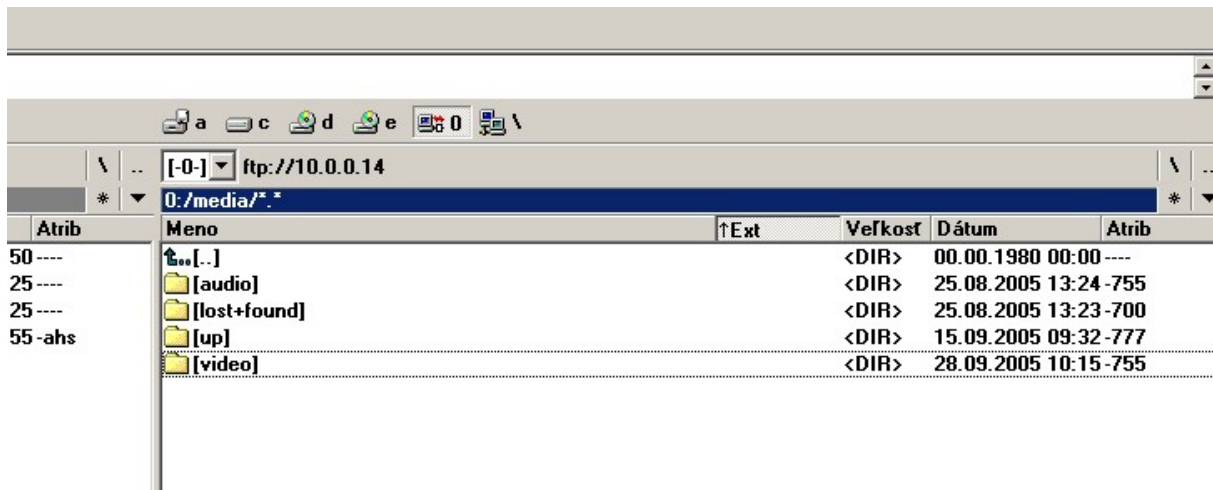 a c d e 0 \
\ .. [-0-] ftp://10.0.0.14 \ ..
* 0:/media/*.* *
Atrib Meno ↑Ext Veľkosť Dátum Atrib
50 ---- [..] <DIR> 00.00.1980 00:00 ----
25 ---- [audio] <DIR> 25.08.2005 13:24 -755
25 ---- [lost+found] <DIR> 25.08.2005 13:23 -700
55 -ahs [up] <DIR> 15.09.2005 09:32 -777
[video] <DIR> 28.09.2005 10:15 -755